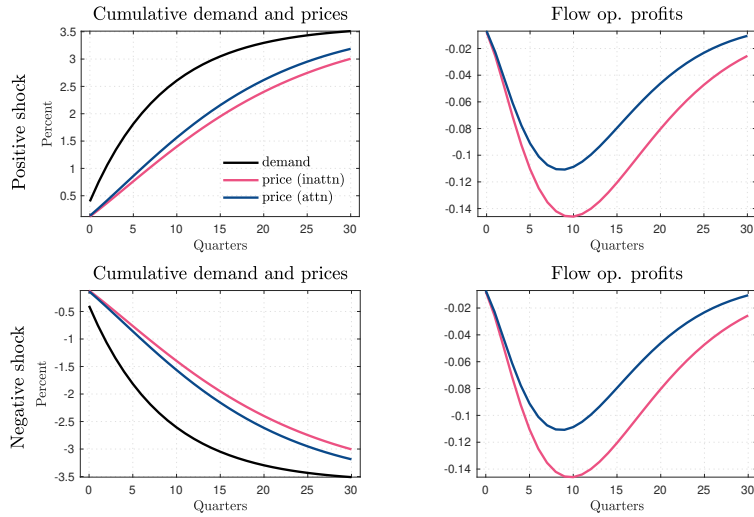 Cumulative demand and prices
Flow op. profits
Positive shock
Percent
3.5
3
2.5
2
1.5
1
0.5
demand
price (inattn)
price (attn)
0 5 10 15 20 25 30
Quarters
-0.02
-0.04
-0.06
-0.08
-0.1
-0.12
-0.14
0 5 10 15 20 25 30
Quarters
Cumulative demand and prices
Flow op. profits
Negative shock
Percent
-0.5
-1
-1.5
-2
-2.5
-3
-3.5
0 5 10 15 20 25 30
Quarters
-0.02
-0.04
-0.06
-0.08
-0.1
-0.12
-0.14
0 5 10 15 20 25 30
Quarters